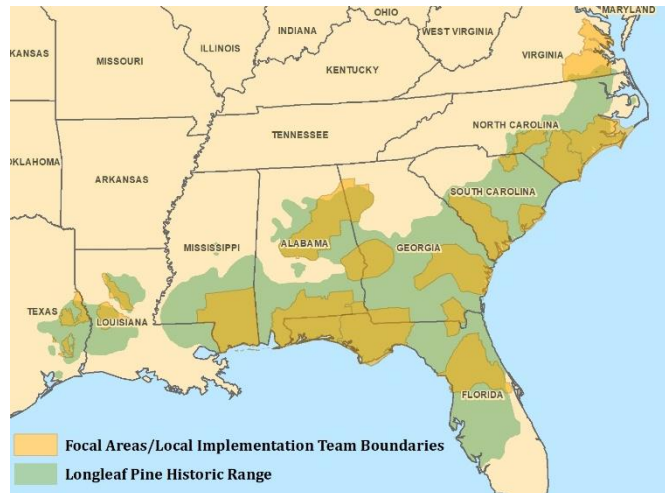 MARYLAND
OHIO
INDIANA
WEST VIRGINIA
ILLINOIS
KANSAS
MISSOURI
VIRGINIA
KENTUCKY
NORTH CAROLINA
TENNESSEE
OKLAHOMA
ARKANSAS
SOUTH CAROLINA
MISSISSIPPI
ALABAMA
GEORGIA
TEXAS
LOUISIANA
FLORIDA
Focal Areas/Local Implementation Team Boundaries
Longleaf Pine Historic Range